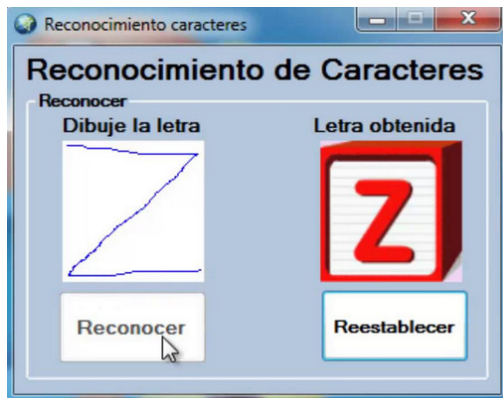 Reconocimiento caracteres
Reconocimiento de Caracteres
Reconocer
Dibuje la letra
Letra obtenida
Z
Z
Reconocer
Reestablecer